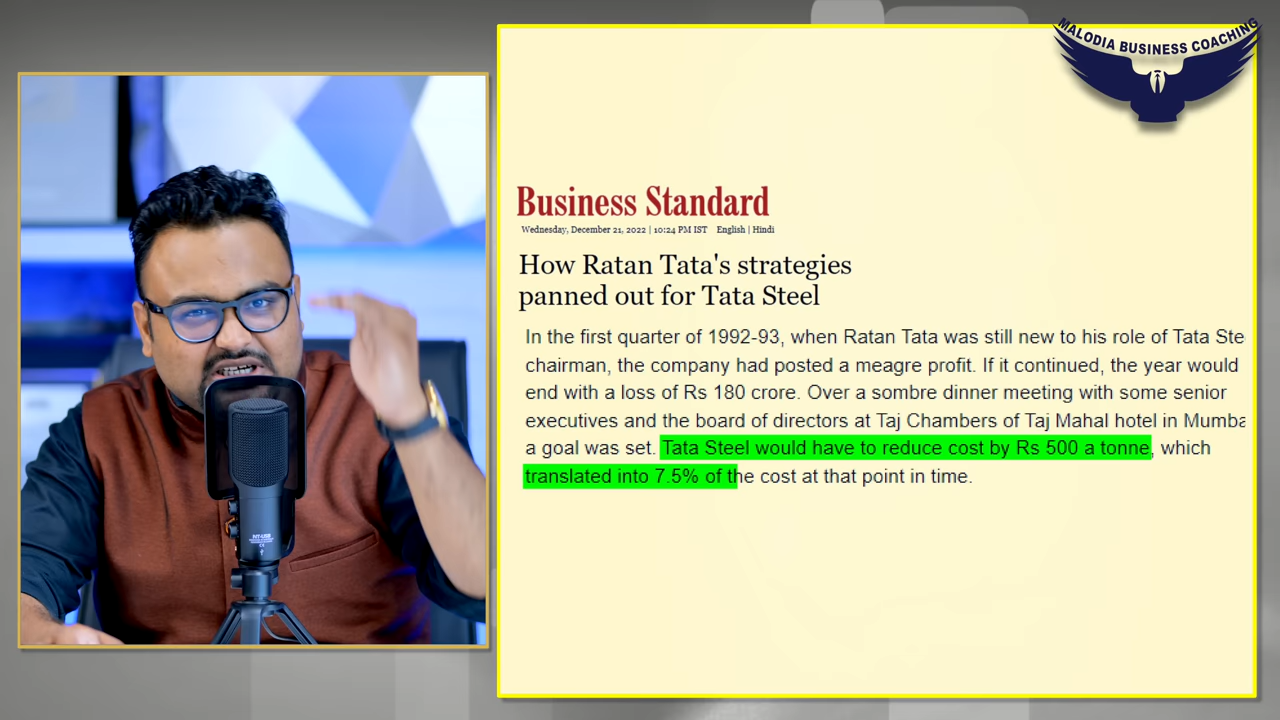 MALODIA BUSINESS COACHING
Business Standard
Wednesday, December 21, 2022 | 10:24 PM IST English | Hindi
How Ratan Tata's strategies
panned out for Tata Steel
In the first quarter of 1992-93, when Ratan Tata was still new to his role of Tata Ste
chairman, the company had posted a meagre profit. If it continued, the year would
end with a loss of Rs 180 crore. Over a sombre dinner meeting with some senior
executives and the board of directors at Taj Chambers of Taj Mahal hotel in Mumba
a goal was set. Tata Steel would have to reduce cost by Rs 500 a tonne, which
translated into 7.5% of the cost at that point in time.